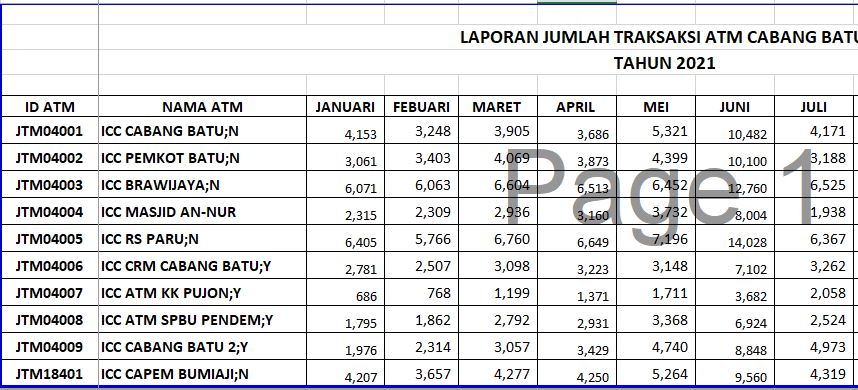 LAPORAN JUMLAH TRAKSAKSI ATM CABANG BATU
TAHUN 2021
ID ATM NAMA ATM JANUARI FEBUARI MARET APRIL MEI JUNI JULI
JTM04001 ICC CABANG BATU;N 4,153 3,248 3,905 3,686 5,321 10,482 4,171
JTM04002 ICC PEMKOT BATU;N 3,061 3,403 4,069 3,873 4,399 10,100 3,188
JTM04003 ICC BRAWIJAYA;N 6,071 6,063 6,604 6,513 6,452 12,760 6,525
JTM04004 ICC MASJID AN-NUR 2,315 2,309 2,936 3,160 3,732 8,004 1,938
JTM04005 ICC RS PARU;N 6,405 5,766 6,760 6,649 7,196 14,028 6,367
JTM04006 ICC CRM CABANG BATU;Y 2,781 2,507 3,098 3,223 3,148 7,102 3,262
JTM04007 ICC ATM KK PUJON;Y 686 768 1,199 1,371 1,711 3,682 2,058
JTM04008 ICC ATM SPBU PENDEM;Y 1,795 1,862 2,792 2,931 3,368 6,924 2,524
JTM04009 ICC CABANG BATU 2;Y 1,976 2,314 3,057 3,429 4,740 8,848 4,973
JTM18401 ICC CAPEM BUMIAJI;N 4,207 3,657 4,277 4,250 5,264 9,560 4,319
Page 1